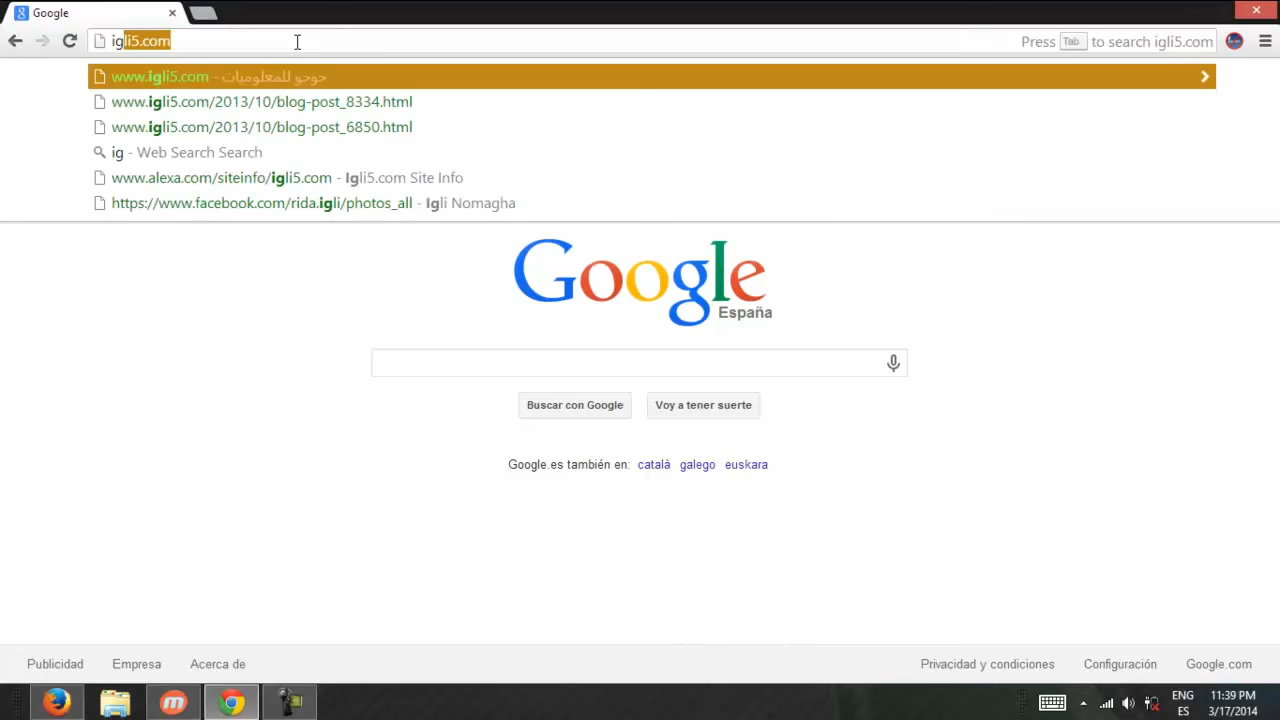 Google
igli5.com
Press Tab to search igli5.com
www.igli5.com - حوحو للمعلوميات
www.igli5.com/2013/10/blog-post_8334.html
www.igli5.com/2013/10/blog-post_6850.html
ig - Web Search Search
www.alexa.com/siteinfo/igli5.com - Igli5.com Site Info
https://www.facebook.com/rida.igli/photos_all - Igli Nomagha
Google
España
Buscar con Google
Voy a tener suerte
Google.es también en: català galego euskara
Publicidad
Empresa
Acerca de
Privacidad y condiciones
Configuración
Google.com
ENG
ES
11:39 PM
3/17/2014